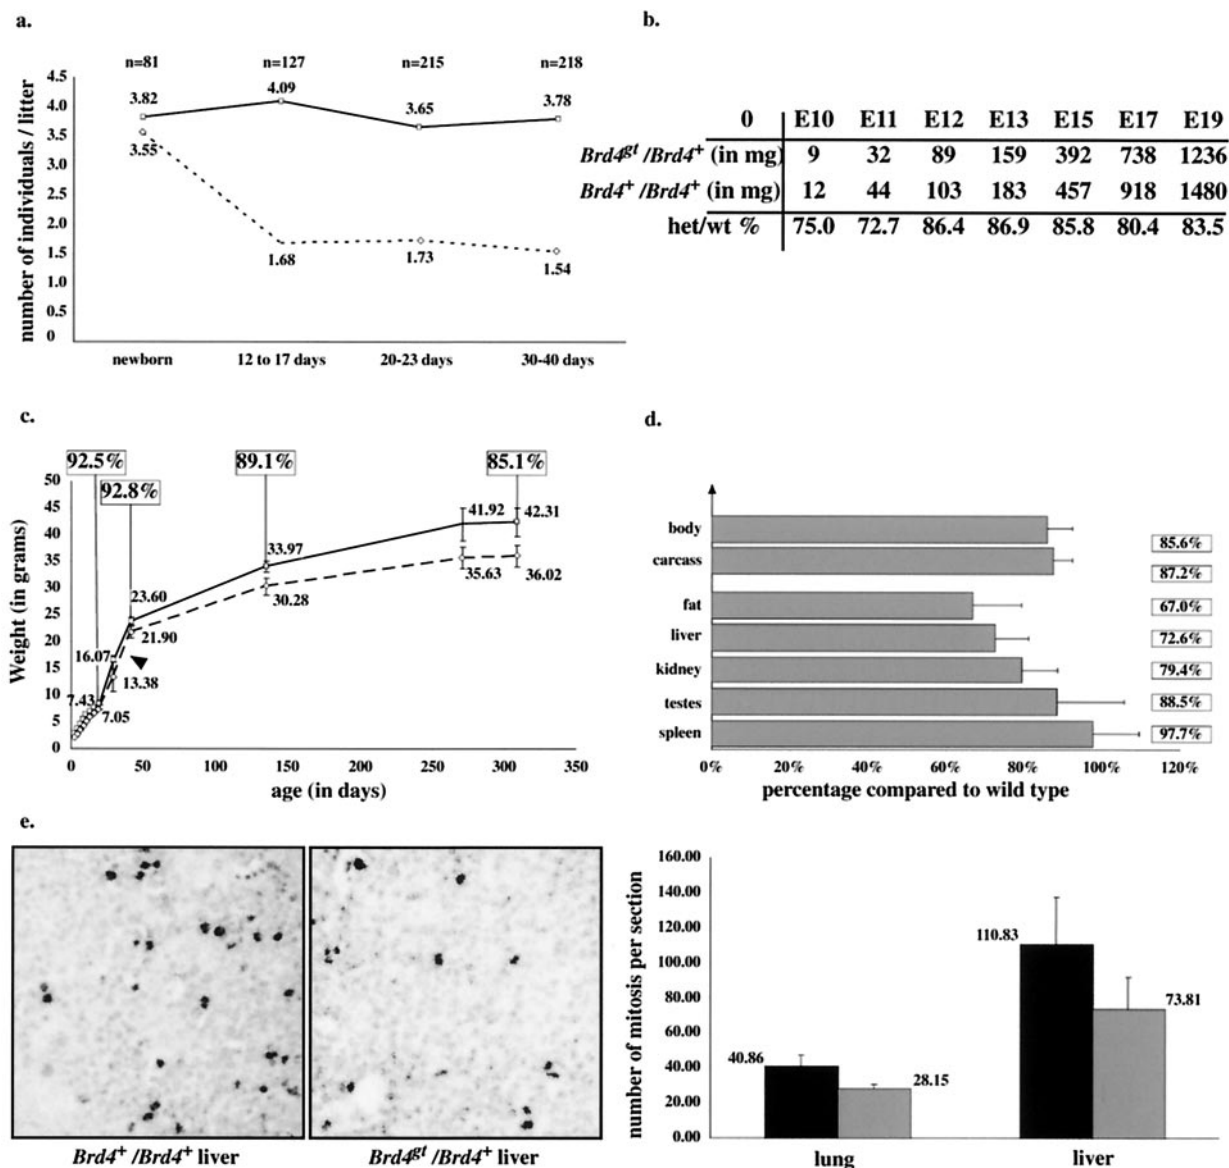 a.
n=81 n=127 n=215 n=218
4.5
4.0
3.5
3.0
2.5
2.0
1.5
1.0
0.5
0
number of individuals / litter
3.82 4.09 3.65 3.78
3.55 1.68 1.73 1.54
newborn 12 to 17 days 20-23 days 30-40 days
b.
0 E10 E11 E12 E13 E15 E17 E19
Brd4gt /Brd4+ (in mg) 9 32 89 159 392 738 1236
Brd4+ /Brd4+ (in mg) 12 44 103 183 457 918 1480
het/wt % 75.0 72.7 86.4 86.9 85.8 80.4 83.5
c.
92.5% 89.1% 85.1%
92.8%
50
45
40
35
30
25
20
15
10
5
0
Weight (in grams)
7.43 16.07 23.60 33.97 41.92 42.31
7.05 13.38 21.90 30.28 35.63 36.02
0 50 100 150 200 250 300 350
age (in days)
d.
body 85.6%
carcass 87.2%
fat 67.0%
liver 72.6%
kidney 79.4%
testes 88.5%
spleen 97.7%
0% 20% 40% 60% 80% 100% 120%
percentage compared to wild type
e.
Brd4+ /Brd4+ liver
Brd4gt /Brd4+ liver
160.00
140.00
120.00
100.00
80.00
60.00
40.00
20.00
0.00
number of mitosis per section
40.86 28.15 110.83 73.81
lung liver